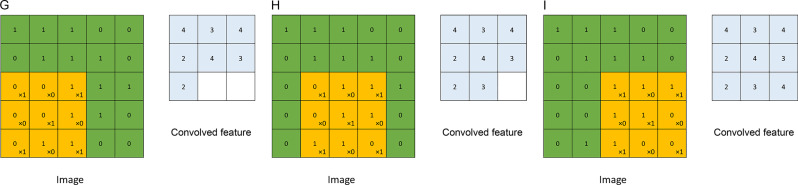 G H I
1 1 1 0 0 4 3 4 1 1 1 0 0 4 3 4 1 1 1 0 0 4 3 4
0 1 1 1 0 2 4 3 0 1 1 1 0 2 4 3 0 1 1 1 0 2 4 3
0×1 0×0 1×1 1 1 2 0 0×1 1×0 1×1 1 2 3 0 0 1×1 1×0 1×1 2 3 4
0×0 0×1 1×0 1 0 0 0×0 1×1 1×0 0 0 0 1×0 1×1 0×0
0×1 1×0 1×1 0 0 0 1×1 1×0 0×1 0 0 1 1×1 0×0 0×1
Convolved feature Convolved feature Convolved feature
Image Image Image